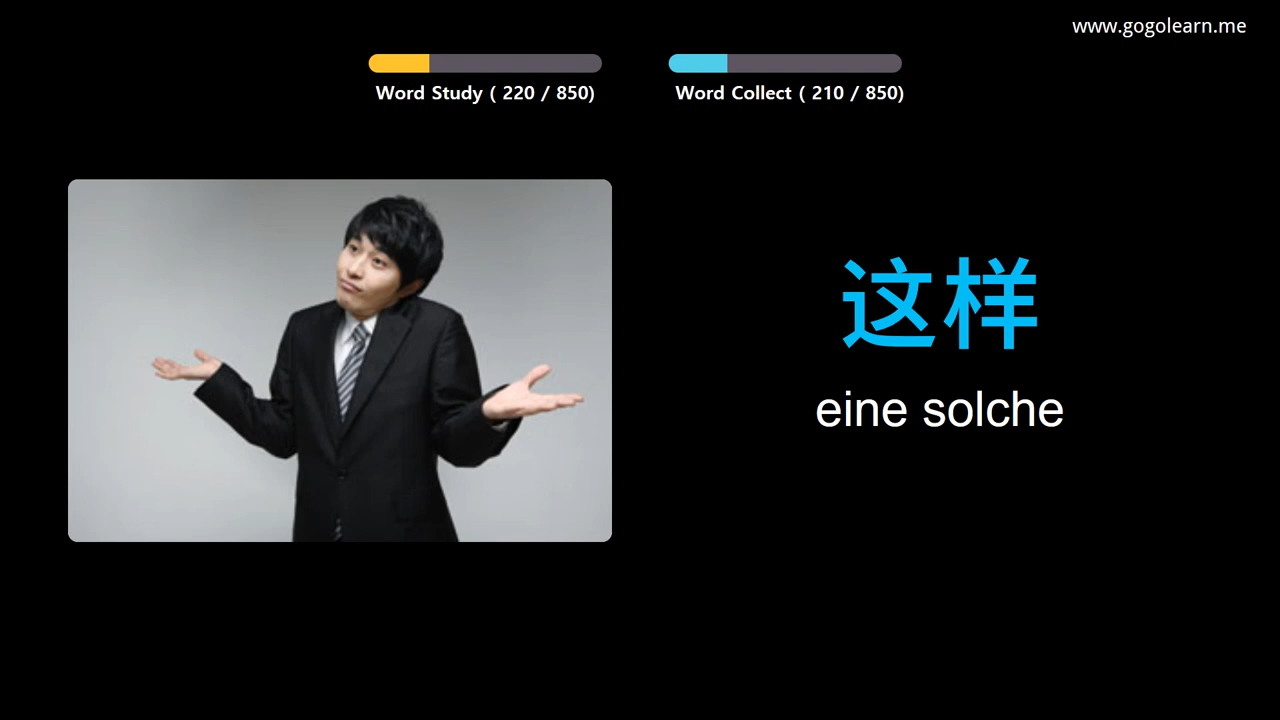 www.gogolearn.me
Word Study ( 220 / 850)
Word Collect ( 210 / 850)
这样
eine solche